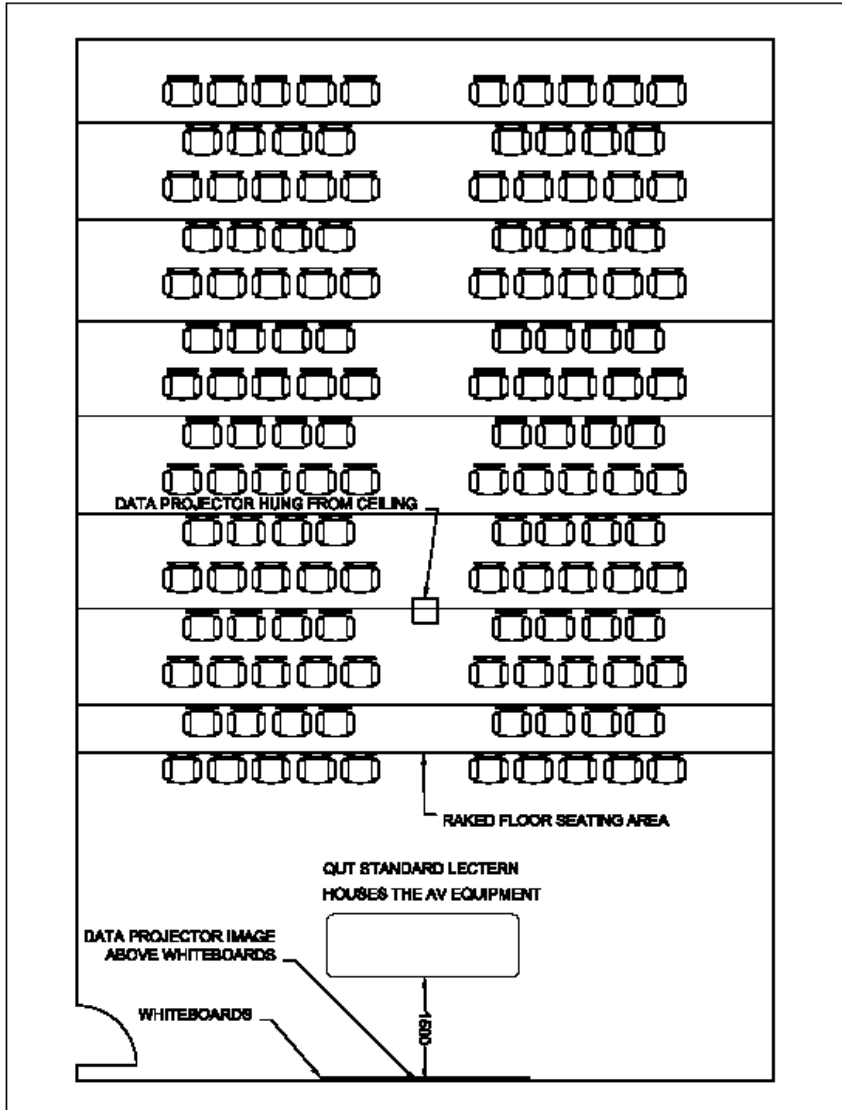 DATA PROJECTOR HUNG FROM CEILING
RAKED FLOOR SEATING AREA
QUT STANDARD LECTERN
HOUSES THE AV EQUIPMENT
DATA PROJECTOR IMAGE
ABOVE WHITEBOARDS
WHITEBOARDS
1500